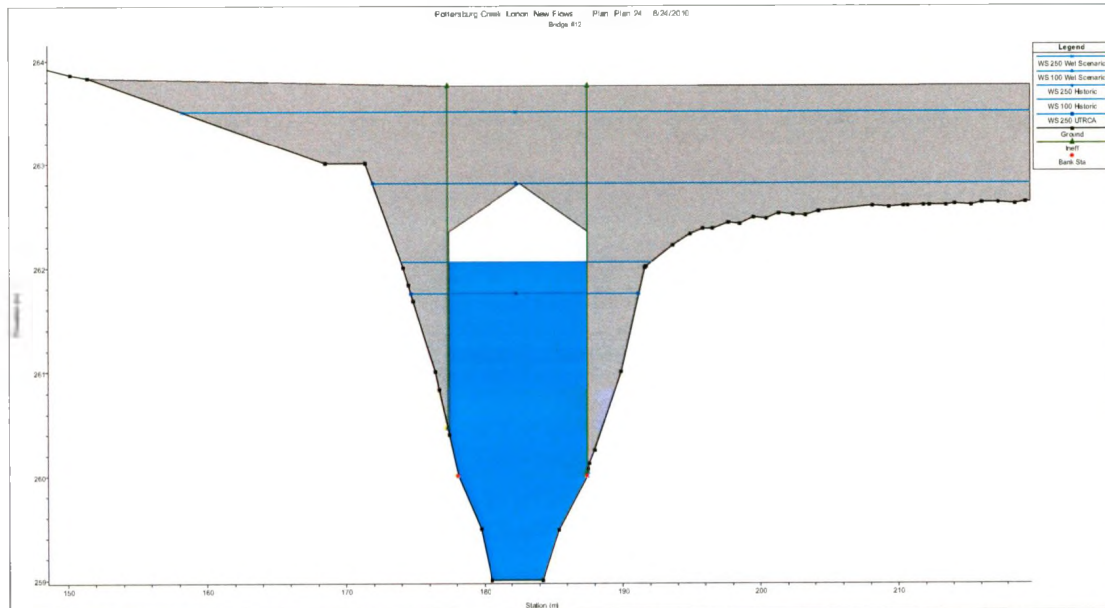 Pottersburg Creek London New Flows Plan: Plan 24 8/24/2010
Bridge #12
Legend
WS 250 Wet Scenario
WS 100 Wet Scenario
WS 250 Historic
WS 100 Historic
WS 250 UTRCA
Ground
Ineff
Bank Sta
264
263
262
261
260
259
150
160
170
180
190
200
210
Station (m)